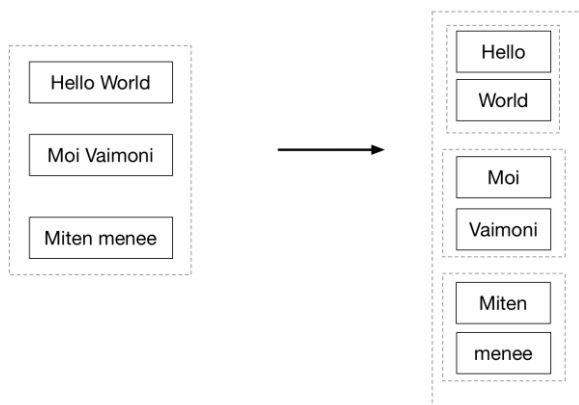 Hello World
Moi Vaimoni
Miten menee
Hello
World
Moi
Vaimoni
Miten
menee